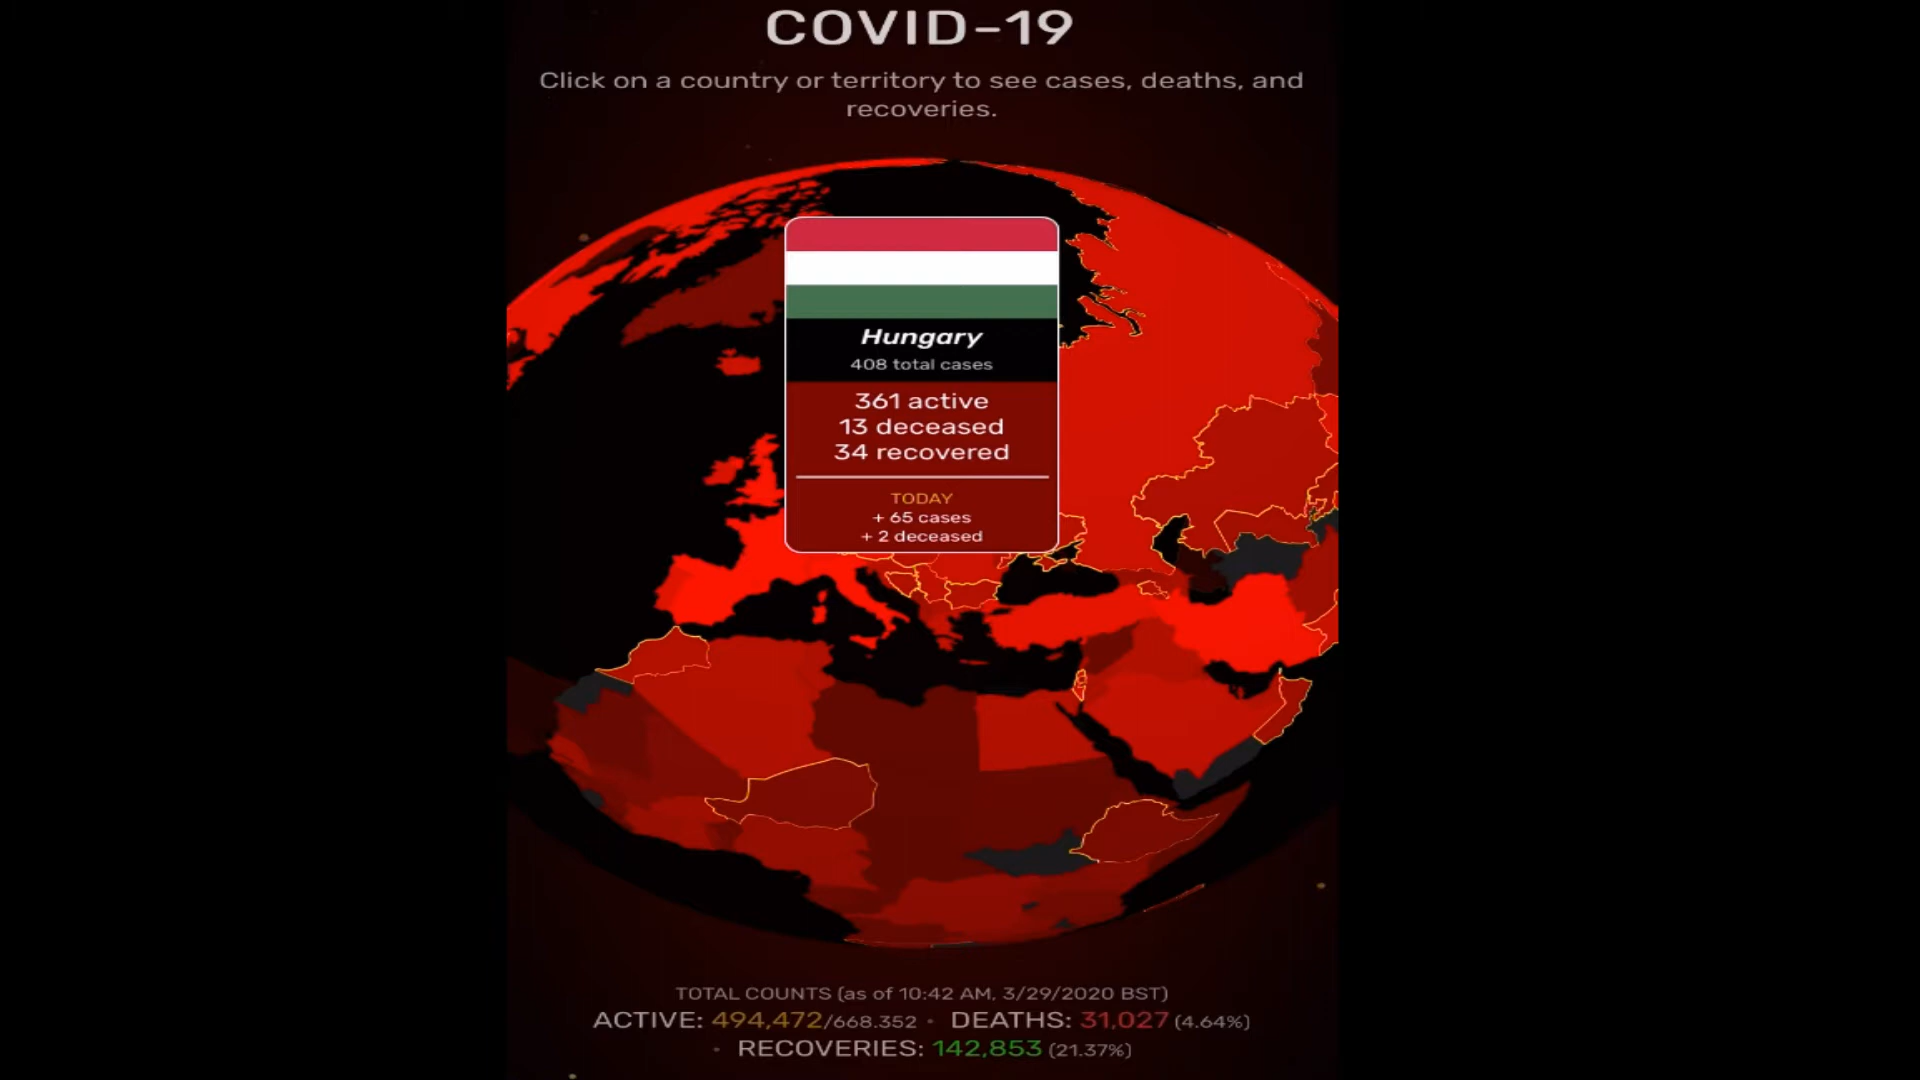 COVID-19
Click on a country or territory to see cases, deaths, and
recoveries.
Hungary
408 total cases
361 active
13 deceased
34 recovered
TODAY
+ 65 cases
+ 2 deceased
TOTAL COUNTS (as of 10:42 AM, 3/29/2020 BST)
ACTIVE: 494,472/668.352 • DEATHS: 31,027 (4.64%)
• RECOVERIES: 142,853 (21.37%)